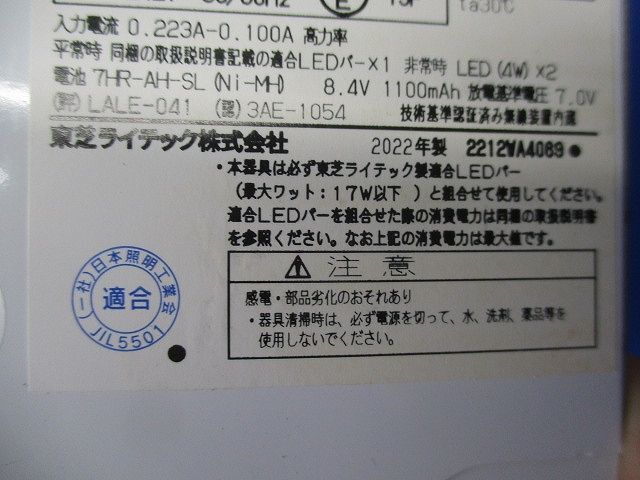 ta30℃
入力電流 0.223A-0.100A 高力率
平常時 同梱の取扱説明書記載の適合LEDバー×1 非常時 LED(4W)×2
電池 7HR-AH-SL (Ni-MH) 8.4V 1100mAh 放電基準電圧 7.0V
LALE-041 (認) 3AE-1054 技術基準認証済み無線装置内蔵
東芝ライテック株式会社 2022年製 2212WA4089●
・本器具は必ず東芝ライテック製適合LEDバー
(最大ワット:17W以下 )と組合せて使用してください。
適合LEDバーを組合せた際の消費電力は同梱の取扱説明書
を参照ください。なお上記の消費電力は最大値です。
⚠ 注 意
感電・部品劣化のおそれあり
・器具清掃時は、必ず電源を切って、水、洗剤、薬品等を
使用しないでください。
(一社)日本照明工業会
適合
JIL5501